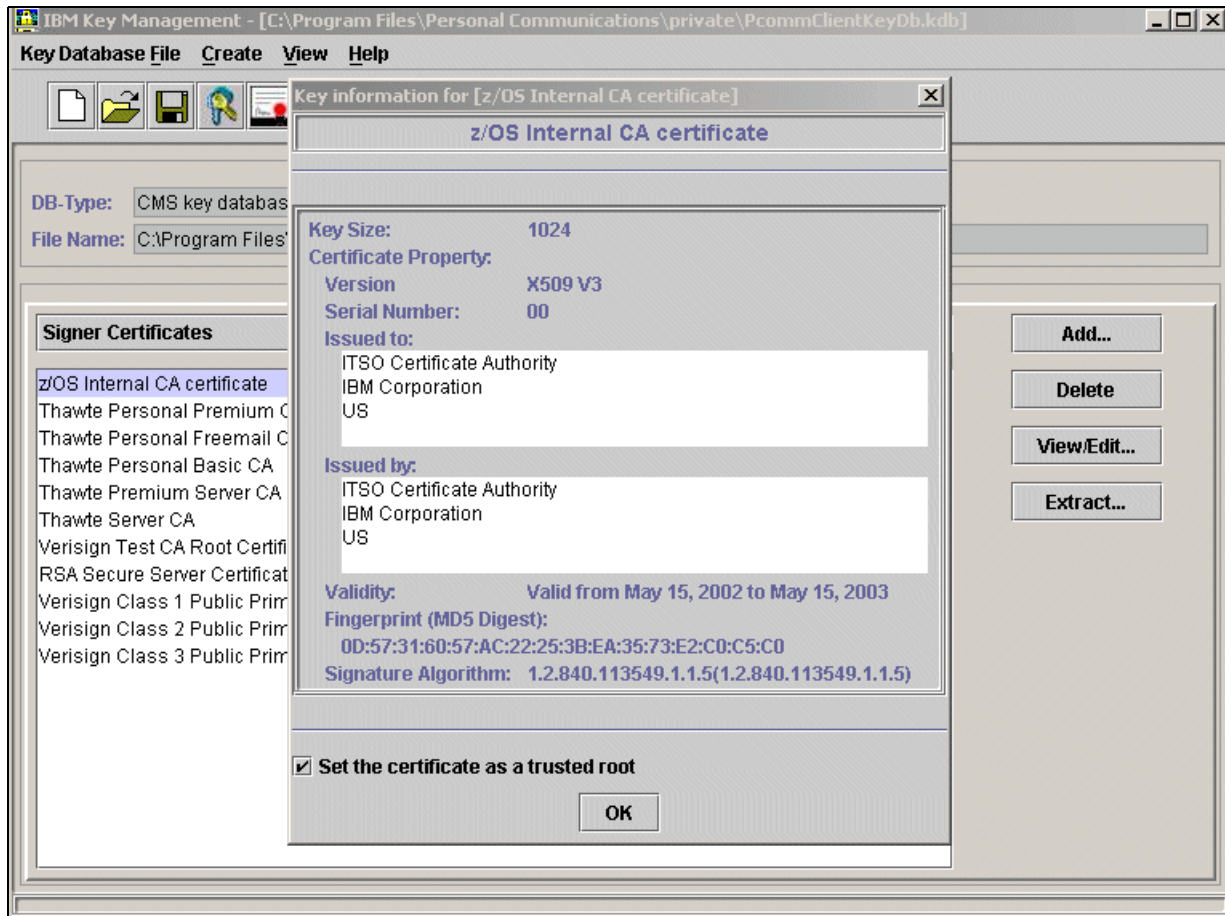 IBM Key Management - [C:\Program Files\Personal Communications\private\PcommClientKeyDb.kdb]
Key Database File Create View Help
Key information for [z/OS Internal CA certificate]
z/OS Internal CA certificate
DB-Type: CMS key databas
File Name: C:\Program Files
Key Size: 1024
Certificate Property:
Version X509 V3
Serial Number: 00
Issued to:
ITSO Certificate Authority
IBM Corporation
US
Issued by:
ITSO Certificate Authority
IBM Corporation
US
Validity: Valid from May 15, 2002 to May 15, 2003
Fingerprint (MD5 Digest):
0D:57:31:60:57:AC:22:25:3B:EA:35:73:E2:C0:C5:C0
Signature Algorithm: 1.2.840.113549.1.1.5(1.2.840.113549.1.1.5)
Set the certificate as a trusted root
OK
Signer Certificates
z/OS Internal CA certificate
Thawte Personal Premium C
Thawte Personal Freemail C
Thawte Personal Basic CA
Thawte Premium Server CA
Thawte Server CA
Verisign Test CA Root Certifi
RSA Secure Server Certificat
Verisign Class 1 Public Prim
Verisign Class 2 Public Prim
Verisign Class 3 Public Prim
Add...
Delete
View/Edit...
Extract...